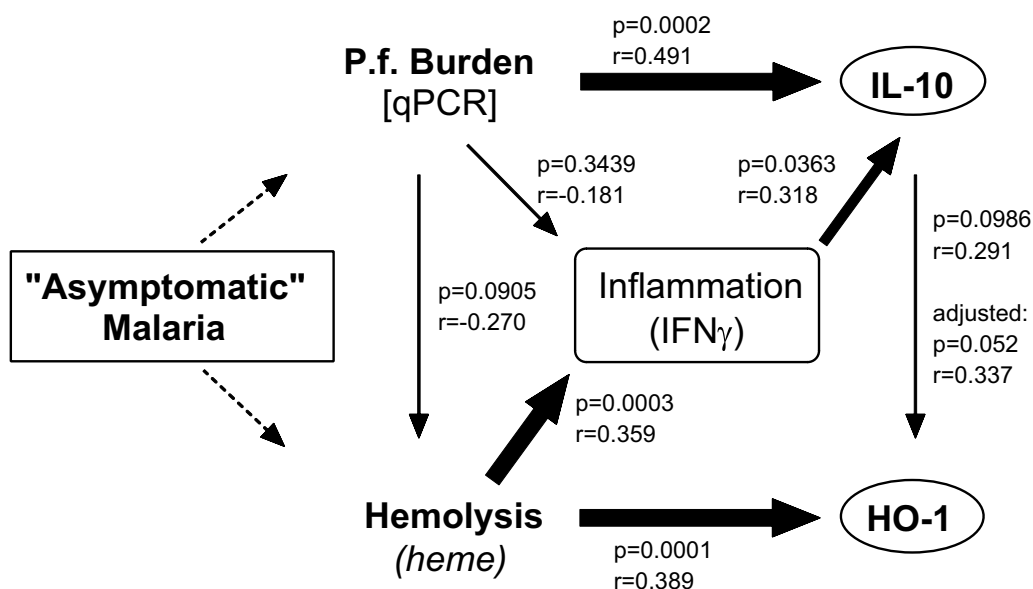 p=0.0002
r=0.491
P.f. Burden
[qPCR]
IL-10
p=0.3439
r=-0.181
p=0.0363
r=0.318
p=0.0986
r=0.291
"Asymptomatic"
Malaria
p=0.0905
r=-0.270
Inflammation
(IFNγ)
adjusted:
p=0.052
r=0.337
p=0.0003
r=0.359
Hemolysis
(heme)
HO-1
p=0.0001
r=0.389